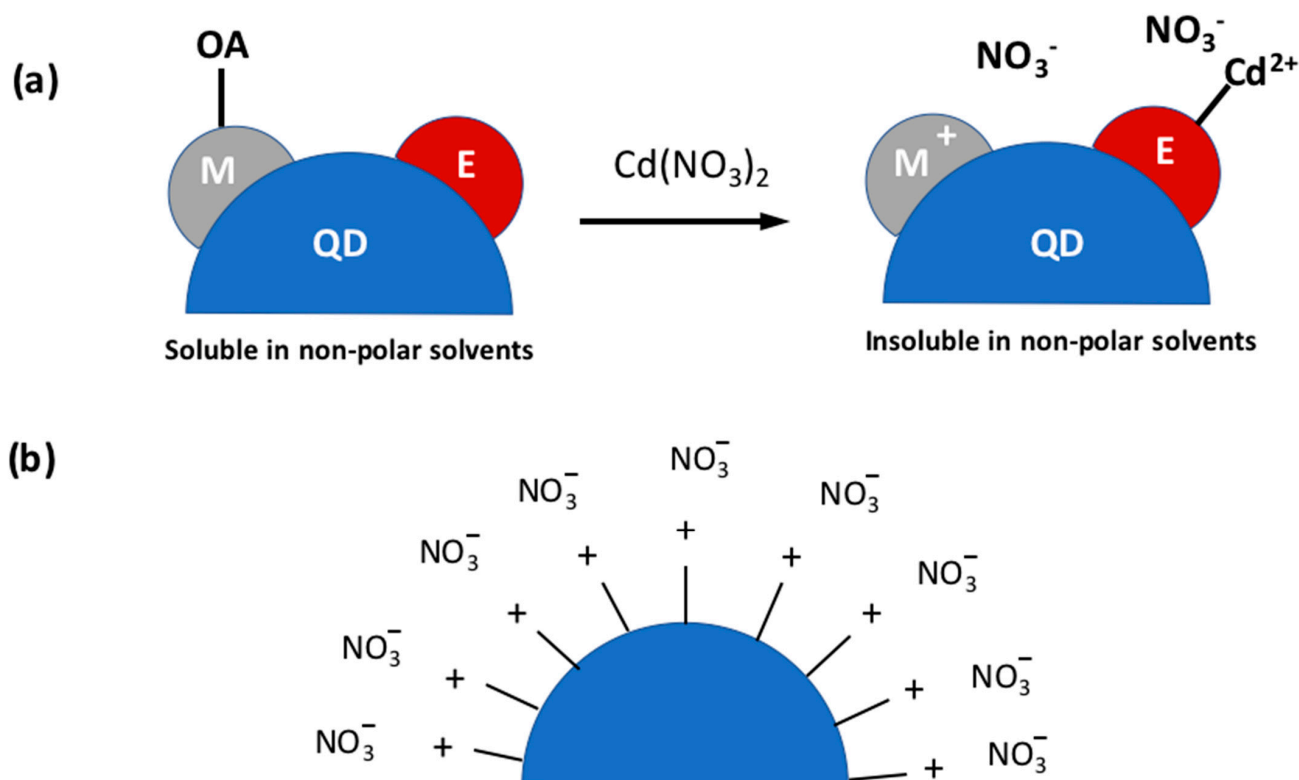 (a)
OA
M
E
QD
Soluble in non-polar solvents
Cd(NO₃)₂
NO₃⁻
NO₃⁻
Cd²⁺
M⁺
E
QD
Insoluble in non-polar solvents
(b)
NO₃⁻
NO₃⁻
NO₃⁻
NO₃⁻
NO₃⁻
NO₃⁻
NO₃⁻
NO₃⁻
NO₃⁻
+
+
+
+
+
+
+
+
+